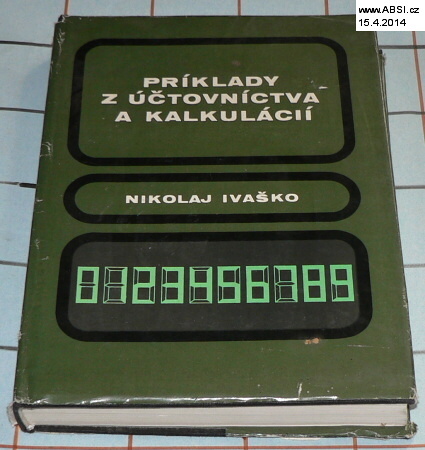 www.ABSI.cz
15.4.2014
PRÍKLADY
Z ÚČTOVNÍCTVA
A KALKULÁCIÍ
NIKOLAJ IVAŠKO
0123456789